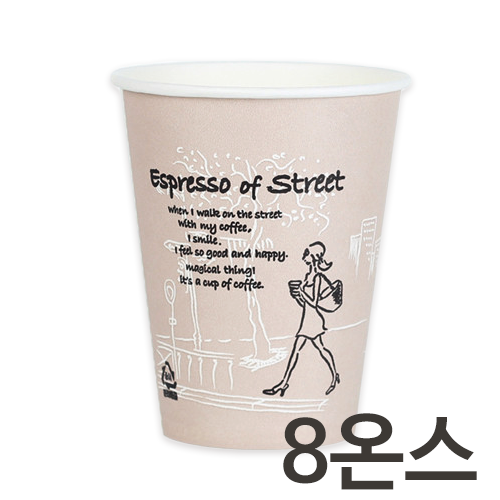 Espresso of Street
when I walk on the street
with my coffee,
I smile.
I feel so good and happy.
magical thing!
It's a cup of coffee.
8온스